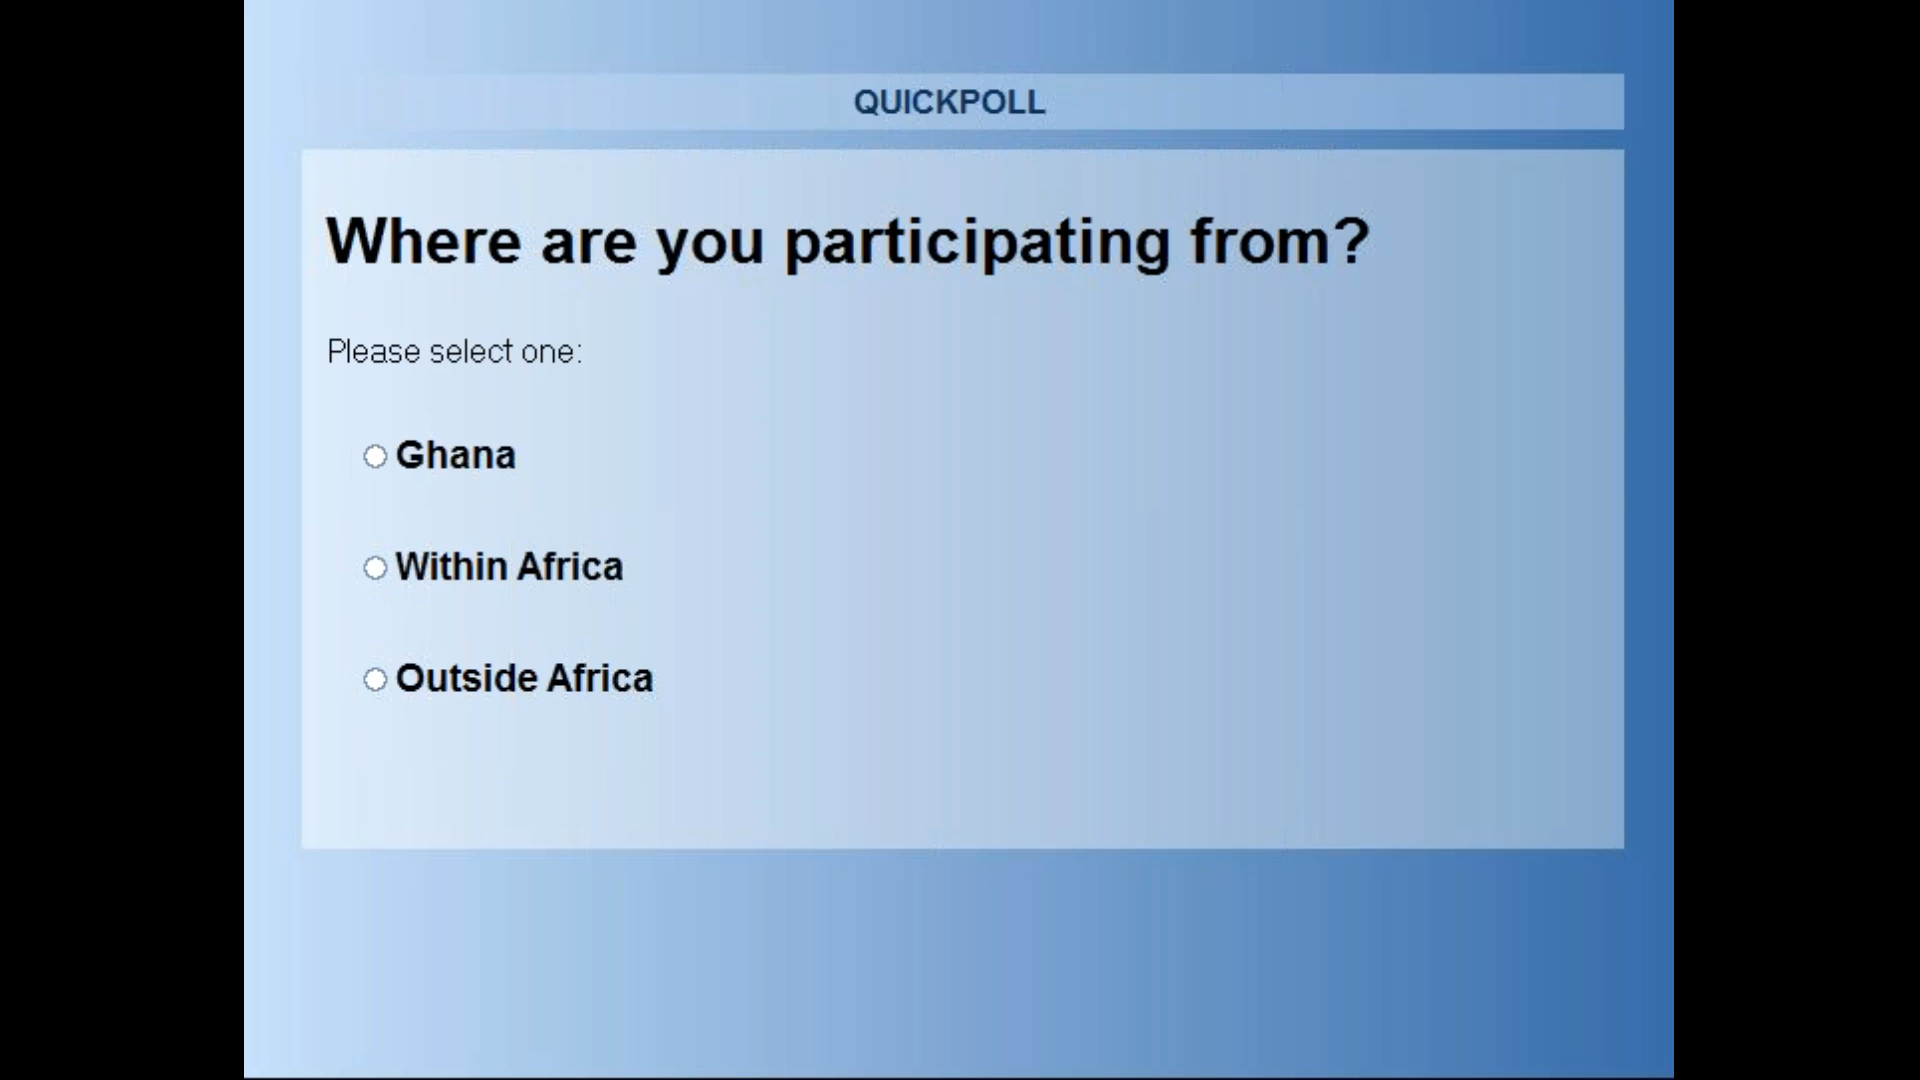 QUICKPOLL
Where are you participating from?
Please select one:
Ghana
Within Africa
Outside Africa